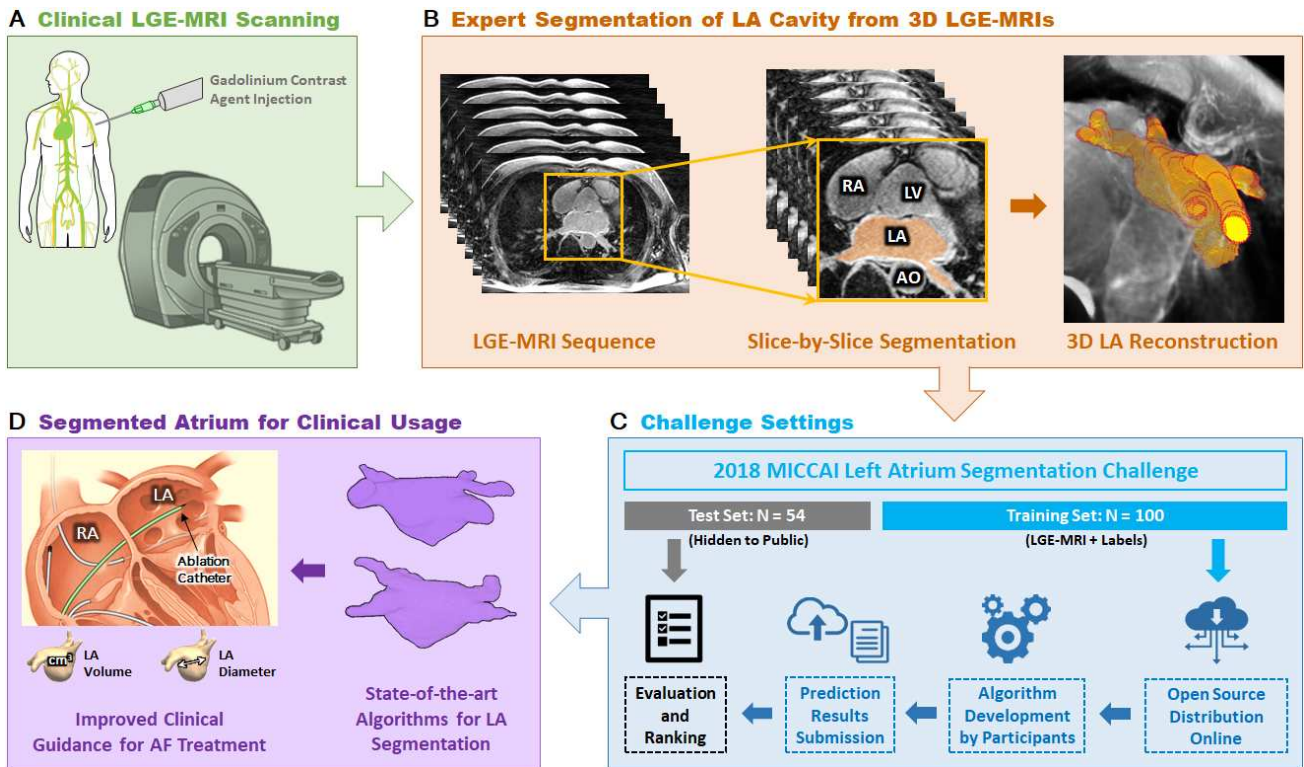 A Clinical LGE-MRI Scanning
Gadolinium Contrast
Agent Injection
B Expert Segmentation of LA Cavity from 3D LGE-MRIs
RA
LV
LA
AO
LGE-MRI Sequence
Slice-by-Slice Segmentation
3D LA Reconstruction
D Segmented Atrium for Clinical Usage
LA
RA
Ablation
Catheter
cm³
LA
Volume
LA
Diameter
Improved Clinical
Guidance for AF Treatment
State-of-the-art
Algorithms for LA
Segmentation
C Challenge Settings
2018 MICCAI Left Atrium Segmentation Challenge
Test Set: N = 54
(Hidden to Public)
Training Set: N = 100
(LGE-MRI + Labels)
Evaluation
and
Ranking
Prediction
Results
Submission
Algorithm
Development
by Participants
Open Source
Distribution
Online